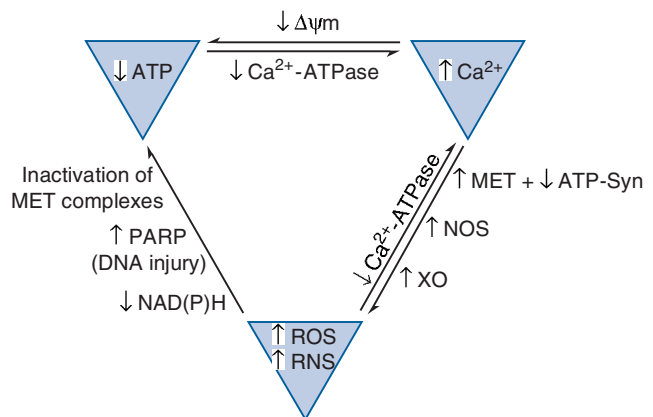 ↓ Δψm
↓ Ca²⁺-ATPase
↓ ATP
↑ Ca²⁺
Inactivation of
MET complexes
↑ PARP
(DNA injury)
↓ NAD(P)H
↓ Ca²⁺-ATPase
↑ MET + ↓ ATP-Syn
↑ NOS
↑ XO
↑ ROS
↑ RNS